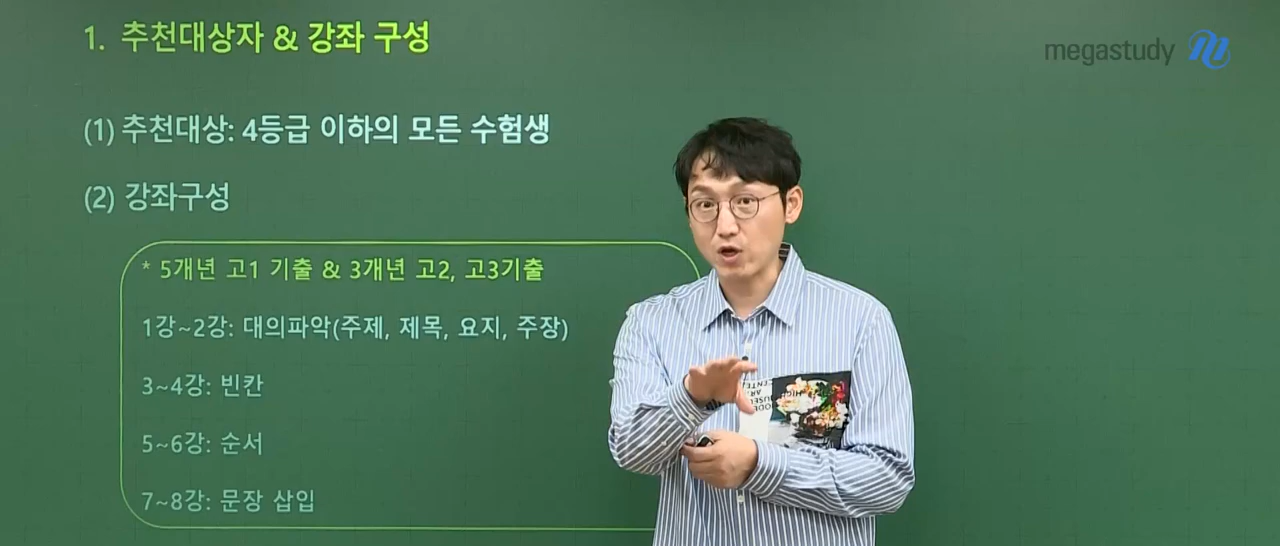 1. 추천대상자 & 강좌 구성
megastudy
(1) 추천대상: 4등급 이하의 모든 수험생
(2) 강좌구성
* 5개년 고1 기출 & 3개년 고2, 고3기출
1강~2강: 대의파악(주제, 제목, 요지, 주장)
3~4강: 빈칸
5~6강: 순서
7~8강: 문장 삽입